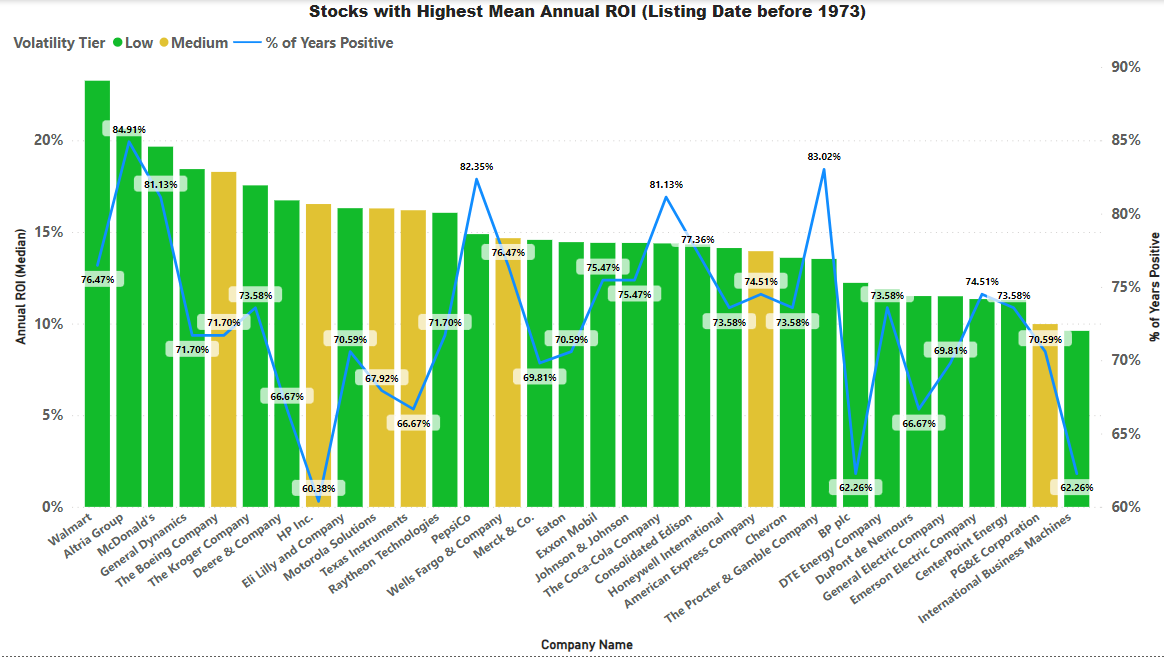 Stocks with Highest Mean Annual ROI (Listing Date before 1973)
Volatility Tier Low Medium % of Years Positive
90%
20%
85%
15%
80%
75%
10%
70%
5%
65%
0%
60%
Annual ROI (Median)
% of Years Positive
76.47%
84.91%
81.13%
71.70%
71.70%
73.58%
66.67%
60.38%
70.59%
67.92%
66.67%
71.70%
82.35%
76.47%
69.81%
70.59%
75.47%
75.47%
81.13%
77.36%
73.58%
74.51%
73.58%
83.02%
62.26%
73.58%
66.67%
69.81%
74.51%
73.58%
70.59%
62.26%
Walmart
Altria Group
McDonald's
General Dynamics
The Boeing Company
The Kroger Company
Deere & Company
HP Inc.
Eli Lilly and Company
Motorola Solutions
Texas Instruments
Raytheon Technologies
PepsiCo
Wells Fargo & Company
Merck & Co.
Eaton
Exxon Mobil
Johnson & Johnson
The Coca-Cola Company
Consolidated Edison
Honeywell International
American Express Company
Chevron
The Procter & Gamble Company
BP plc
DTE Energy Company
DuPont de Nemours
General Electric Company
Emerson Electric Company
CenterPoint Energy
PG&E Corporation
International Business Machines
Company Name